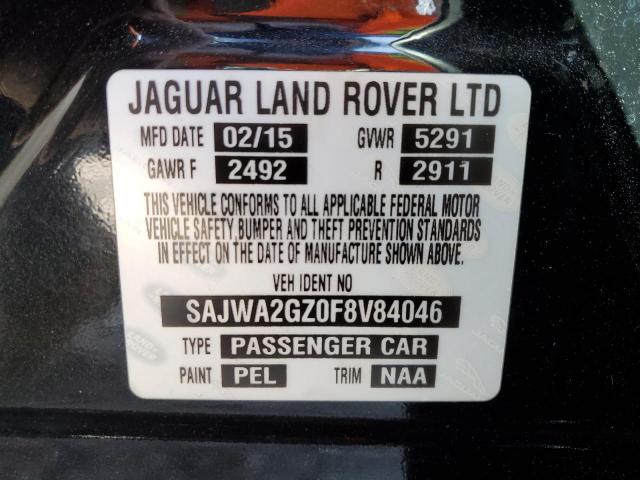 JAGUAR LAND ROVER LTD
MFD DATE 02/15 GVWR 5291
GAWR F 2492 R 2911
THIS VEHICLE CONFORMS TO ALL APPLICABLE FEDERAL MOTOR
VEHICLE SAFETY BUMPER AND THEFT PREVENTION STANDARDS
IN EFFECT ON THE DATE OF MANUFACTURE SHOWN ABOVE.
VEH IDENT NO
SAJWA2GZ0F8V84046
TYPE PASSENGER CAR
PAINT PEL TRIM NAA